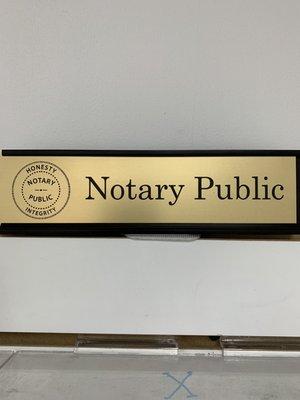 HONESTY
NOTARY
PUBLIC
INTEGRITY
Notary Public
X